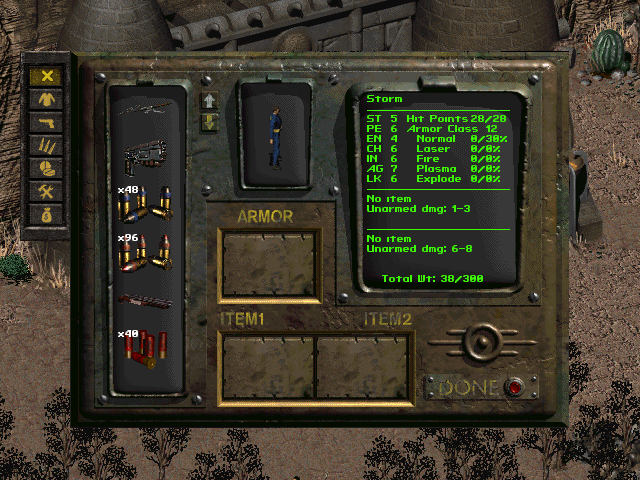 Storm
ST 5 Hit Points 28/28
PE 6 Armor Class 12
EN 4 Normal 0/30%
CH 6 Laser 0/0%
IN 6 Fire 0/0%
AG 7 Plasma 0/0%
LK 6 Explode 0/0%
No item
Unarmed dmg: 1-3
No item
Unarmed dmg: 6-8
Total Wt: 38/300
x48
x96
x40
ARMOR
ITEM1
ITEM2
DONE